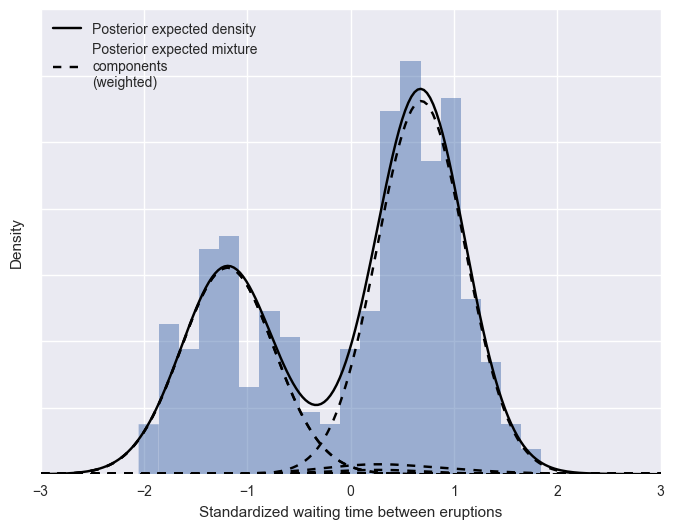 Posterior expected density
Posterior expected mixture
components
(weighted)
Density
−3
−2
−1
0
1
2
3
Standardized waiting time between eruptions